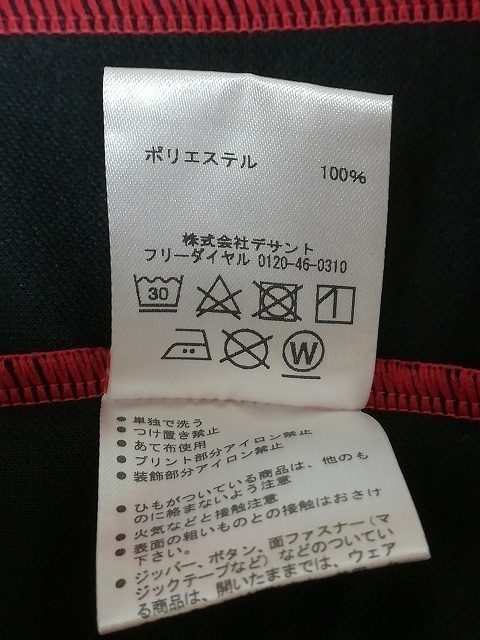 ポリエステル 100%
株式会社デサント
フリーダイヤル 0120-46-0310
30
W
● 単独で洗う
● つけ置き禁止
● あて布使用
● プリント部分アイロン禁止
● 装飾部分アイロン禁止
● ひもがついている商品は、他のも
のに絡まないよう注意
● 火気などと接触注意
● 表面の粗いものとの接触はおさけ
下さい。
● ジッパー、ボタン、面ファスナー(マ
ジックテープなど)などのついてい
る商品は、開いたままでは、ウェア